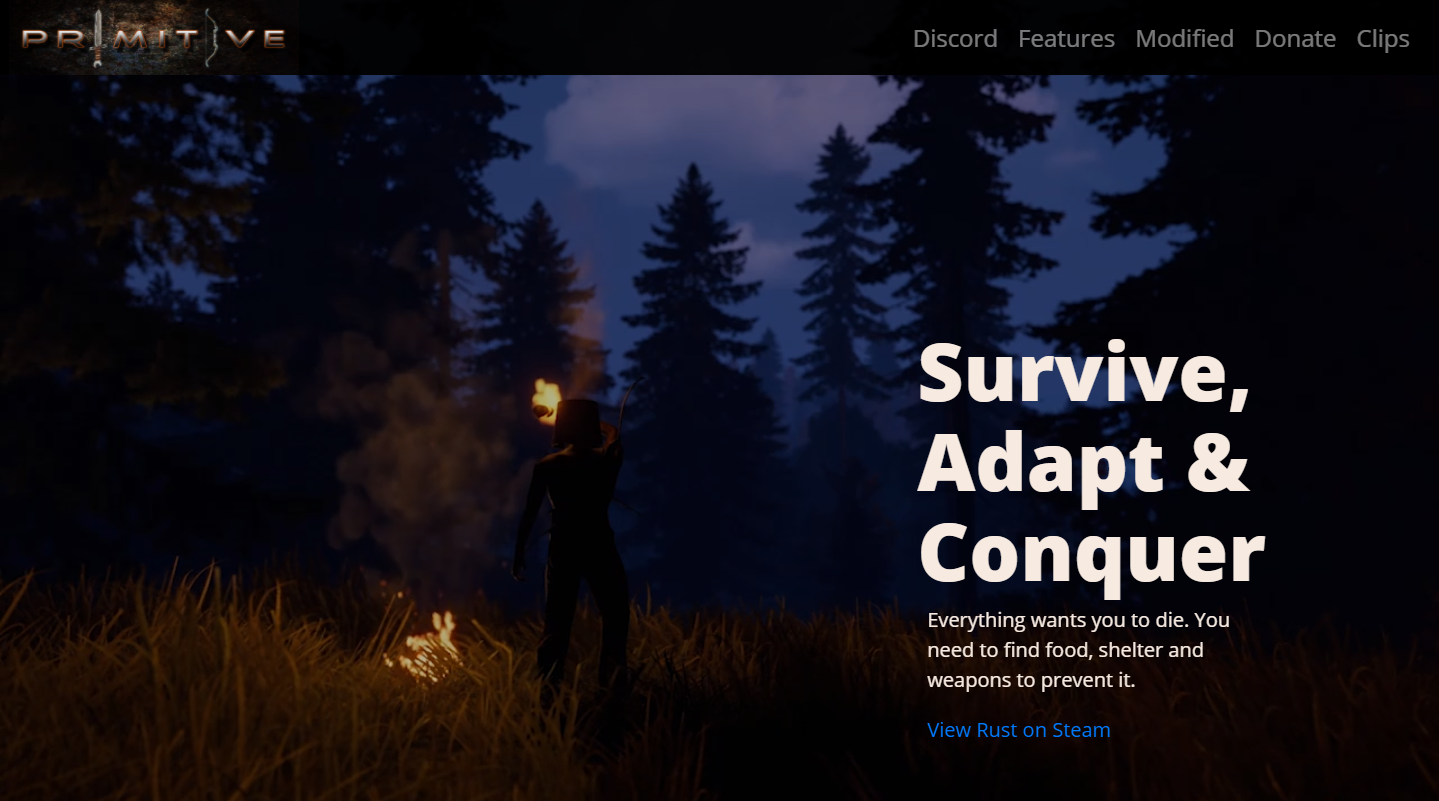 PRIMITIVE
Discord Features Modified Donate Clips
Survive,
Adapt &
Conquer
Everything wants you to die. You
need to find food, shelter and
weapons to prevent it.
View Rust on Steam